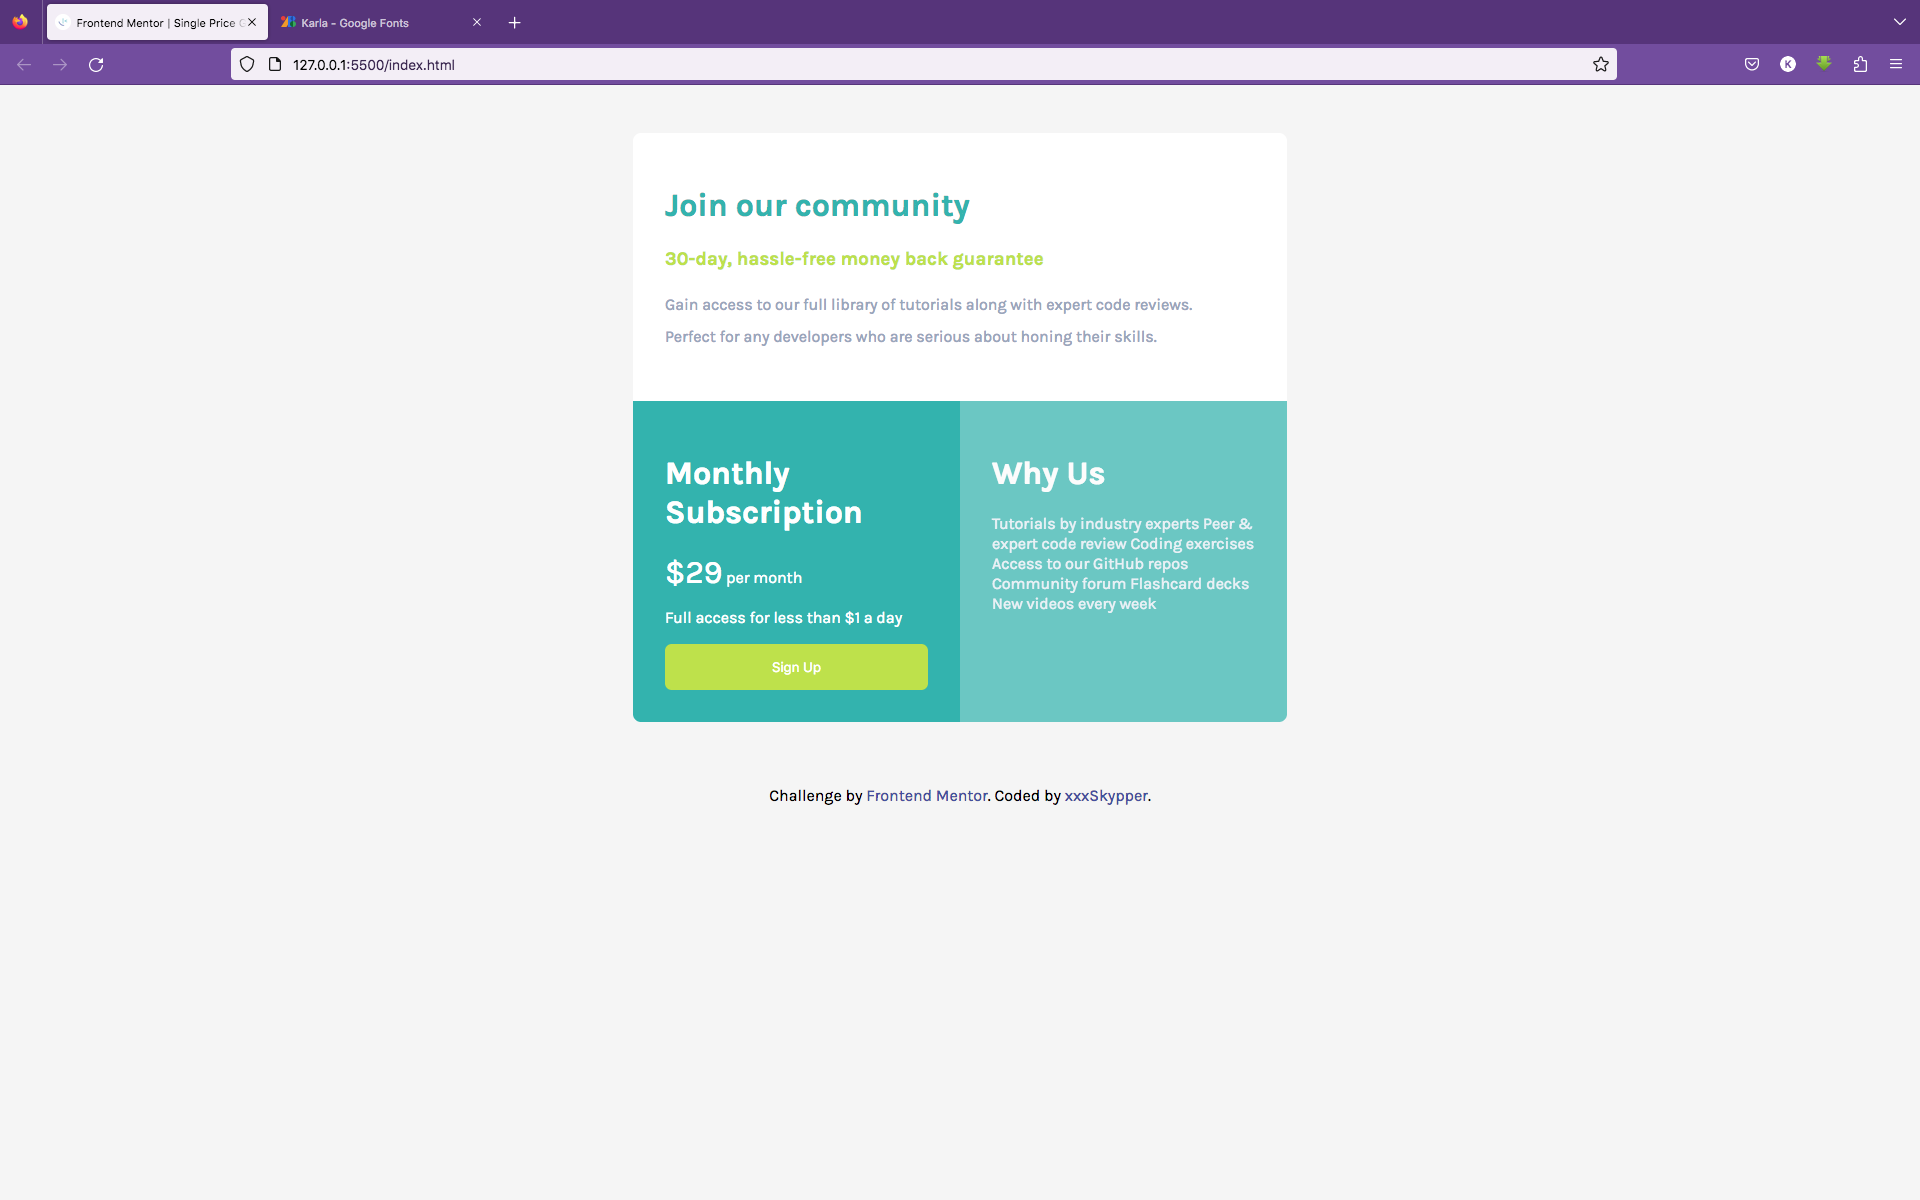 Frontend Mentor | Single Price G
Karla - Google Fonts
127.0.0.1:5500/index.html
K
Join our community
30-day, hassle-free money back guarantee
Gain access to our full library of tutorials along with expert code reviews.
Perfect for any developers who are serious about honing their skills.
Monthly
Subscription
$29 per month
Full access for less than $1 a day
Sign Up
Why Us
Tutorials by industry experts Peer &
expert code review Coding exercises
Access to our GitHub repos
Community forum Flashcard decks
New videos every week
Challenge by Frontend Mentor. Coded by xxxSkypper.